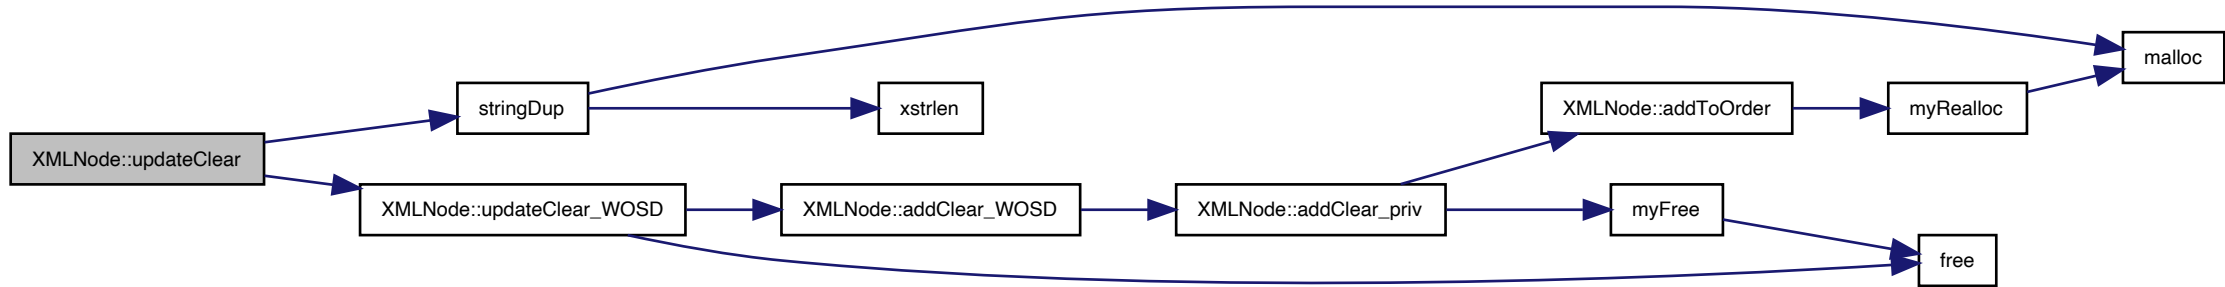 XMLNode::updateClear
stringDup
xstrlen
XMLNode::addToOrder
myRealloc
malloc
XMLNode::updateClear_WOSD
XMLNode::addClear_WOSD
XMLNode::addClear_priv
myFree
free